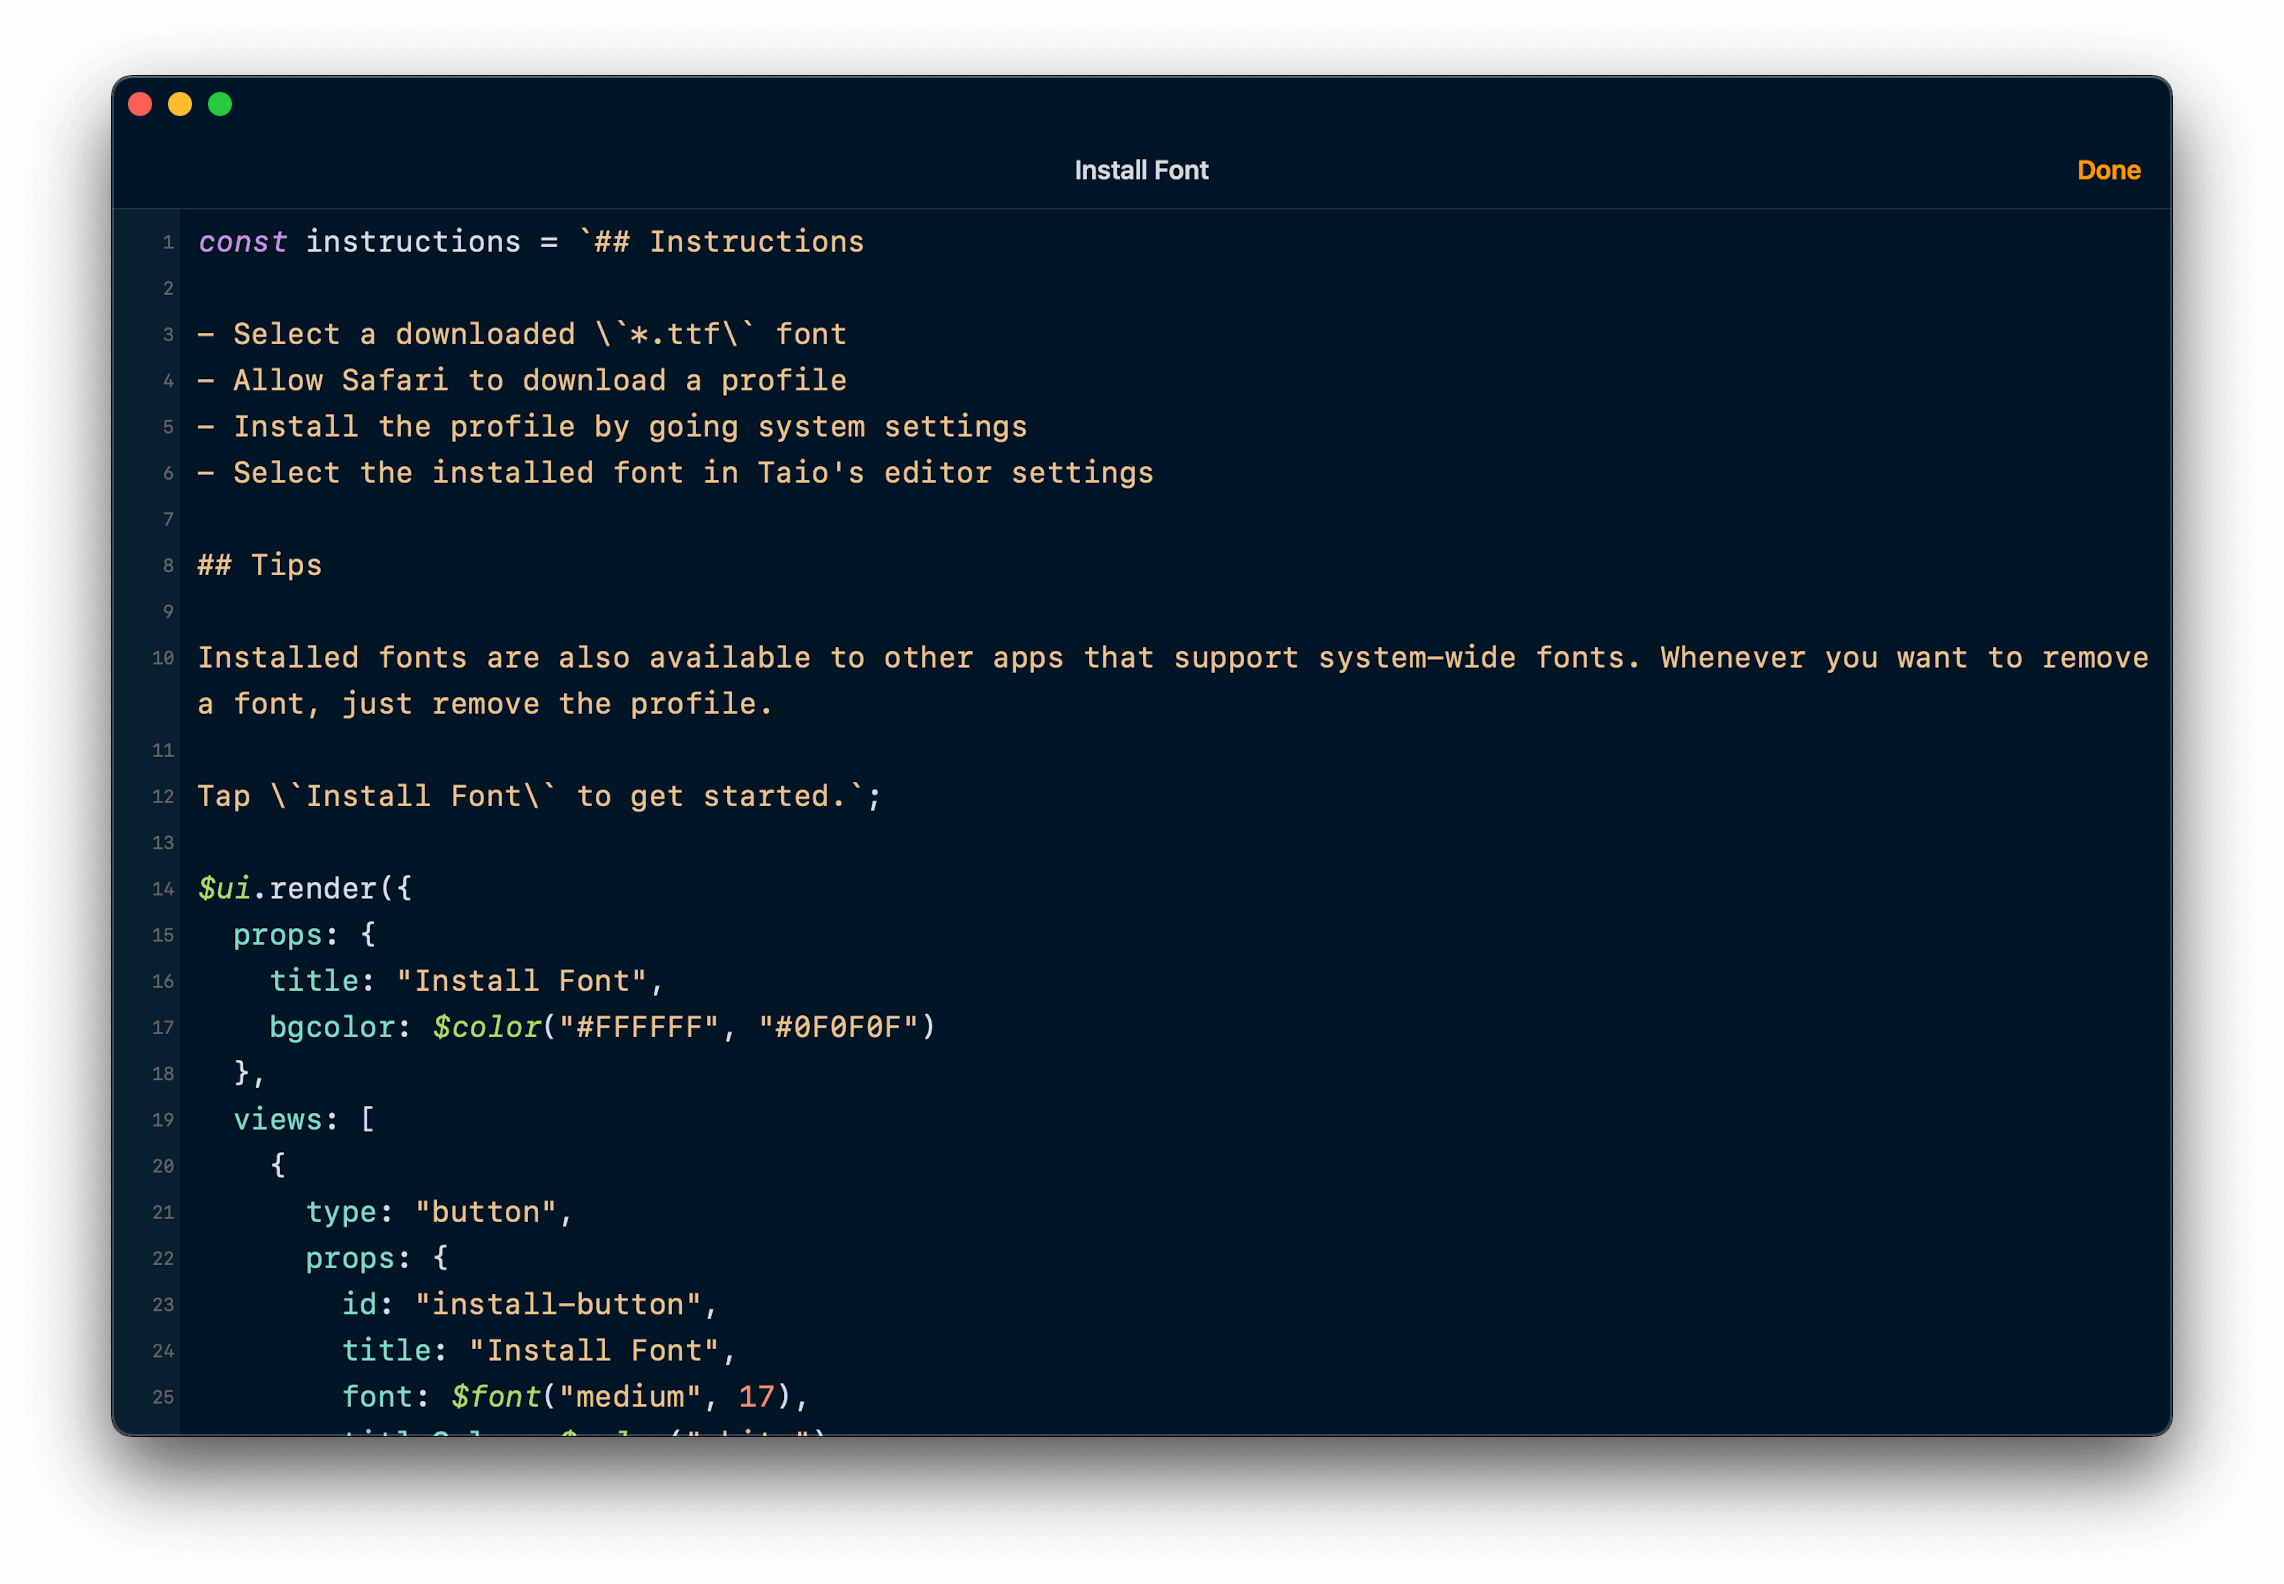 Install Font
Done
1 const instructions = `## Instructions
2
3 - Select a downloaded \`*.ttf\` font
4 - Allow Safari to download a profile
5 - Install the profile by going system settings
6 - Select the installed font in Taio's editor settings
7
8 ## Tips
9
10 Installed fonts are also available to other apps that support system-wide fonts. Whenever you want to remove
a font, just remove the profile.
11
12 Tap \`Install Font\` to get started.`;
13
14 $ui.render({
15   props: {
16     title: "Install Font",
17     bgcolor: $color("#FFFFFF", "#0F0F0F")
18   },
19   views: [
20     {
21       type: "button",
22       props: {
23         id: "install-button",
24         title: "Install Font",
25         font: $font("medium", 17),